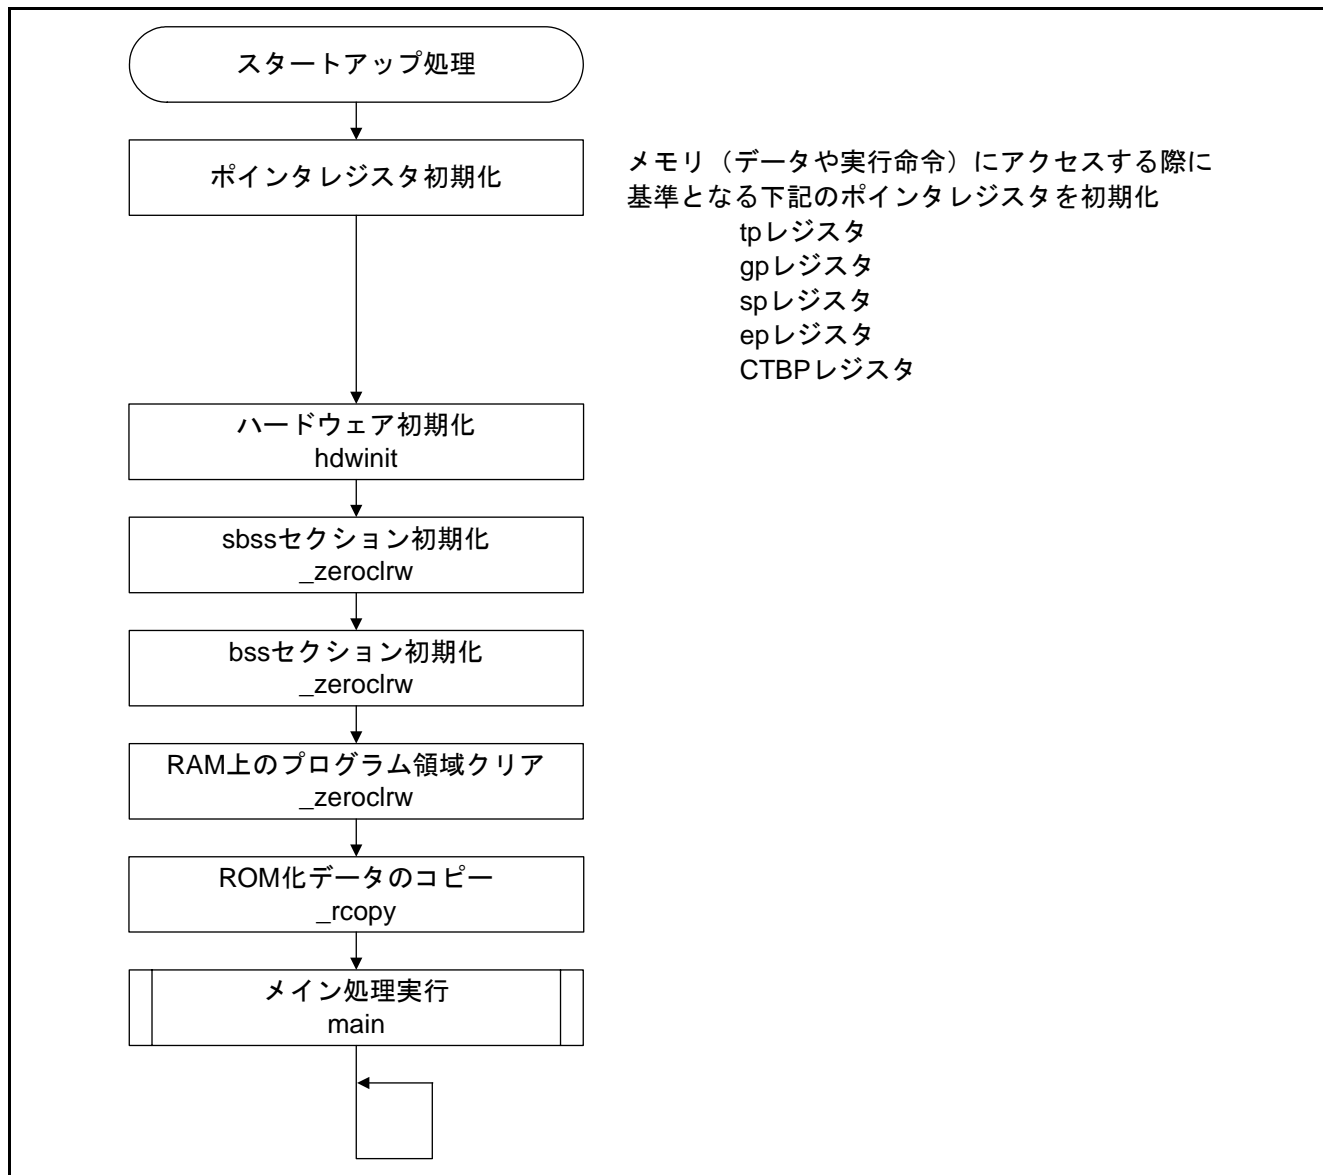 スタートアップ処理
ポインタレジスタ初期化
メモリ（データや実行命令）にアクセスする際に
基準となる下記のポインタレジスタを初期化
tpレジスタ
gpレジスタ
spレジスタ
epレジスタ
CTBPレジスタ
ハードウェア初期化
hdwinit
sbssセクション初期化
_zeroclrw
bssセクション初期化
_zeroclrw
RAM上のプログラム領域クリア
_zeroclrw
ROM化データのコピー
_rcopy
メイン処理実行
main